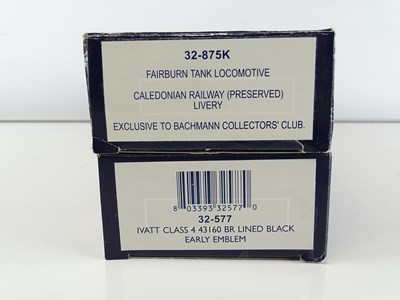 32-875K
FAIRBURN TANK LOCOMOTIVE
CALEDONIAN RAILWAY (PRESERVED)
LIVERY
EXCLUSIVE TO BACHMANN COLLECTORS' CLUB.
8 03393 32577 0
32-577
IVATT CLASS 4 43160 BR LINED BLACK
EARLY EMBLEM